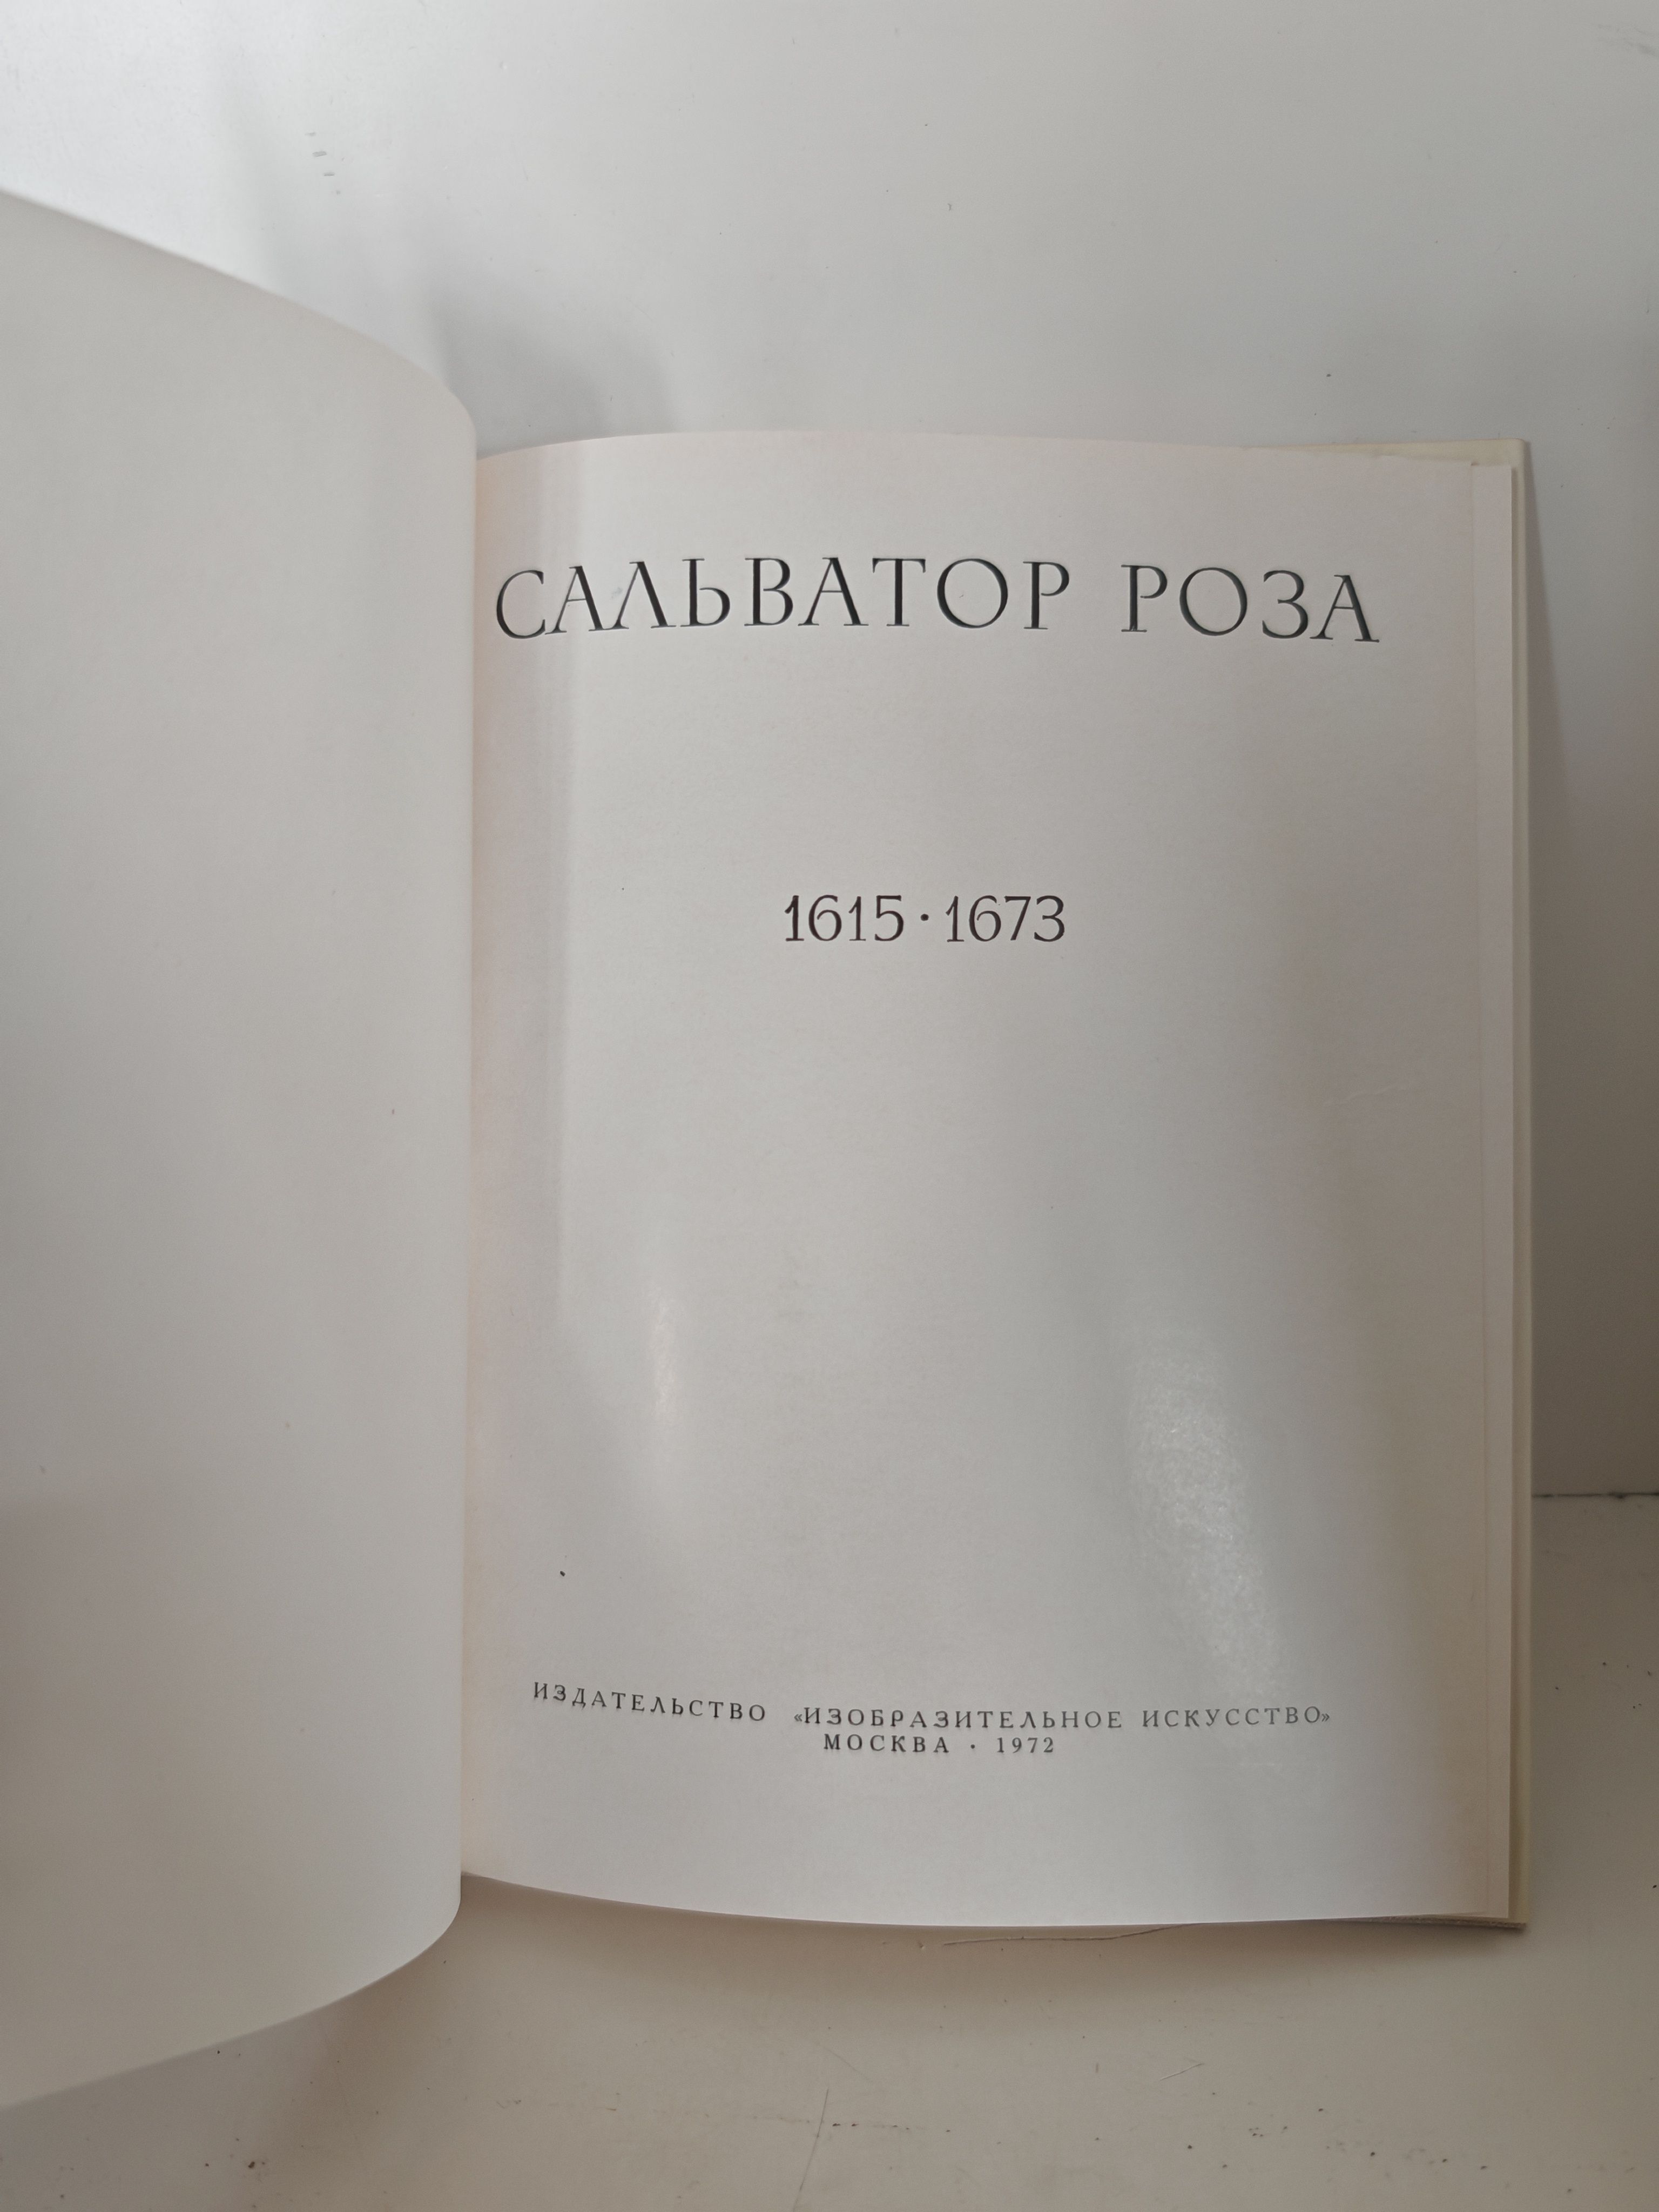 САЛЬВАТОР РОЗА
1615·1673
ИЗДАТЕЛЬСТВО «ИЗОБРАЗИТЕЛЬНОЕ ИСКУССТВО»
МОСКВА · 1972